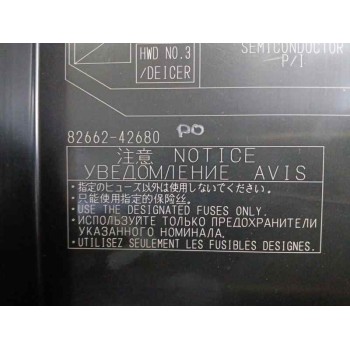 HWD NO.3
/DEICER
SEMICONDUCTOR
P/I
82662-42680
PO
注意 NOTICE
УВЕДОМЛЕНИЕ AVIS
・指定のヒューズ以外は使用しないでください。
・只能使用指定的保险丝。
・USE THE DESIGNATED FUSES ONLY.
・ИСПОЛЬЗУЙТЕ ТОЛЬКО ПРЕДОХРАНИТЕЛИ
УКАЗАННОГО НОМИНАЛА.
・UTILISEZ SEULEMENT LES FUSIBLES DESIGNES.